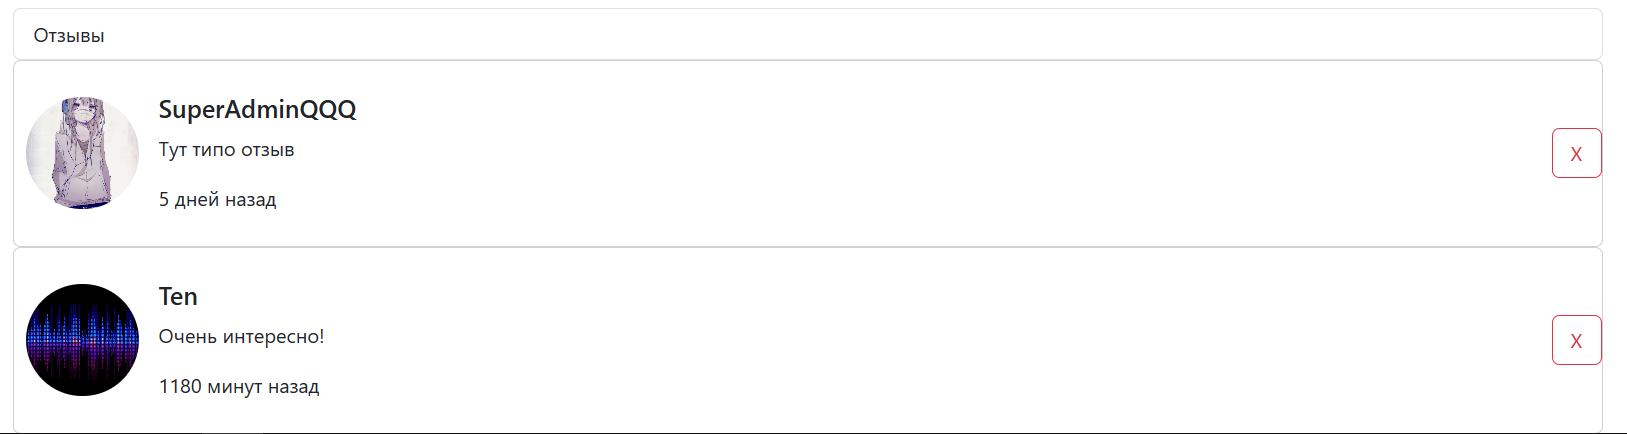 Отзывы
SuperAdminQQQ
Тут типо отзыв
5 дней назад
X
Ten
Очень интересно!
1180 минут назад
X